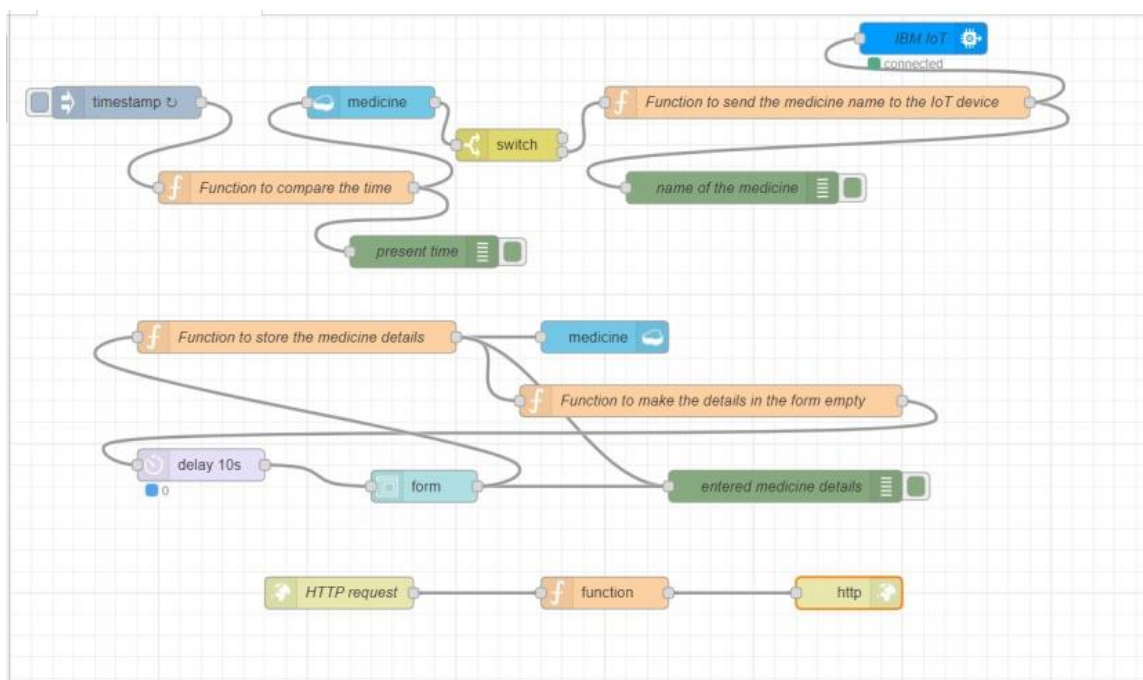 IBM IoT
connected
timestamp ↻
medicine
Function to send the medicine name to the IoT device
switch
Function to compare the time
name of the medicine
present time
Function to store the medicine details
medicine
Function to make the details in the form empty
delay 10s
0
form
entered medicine details
HTTP request
function
http